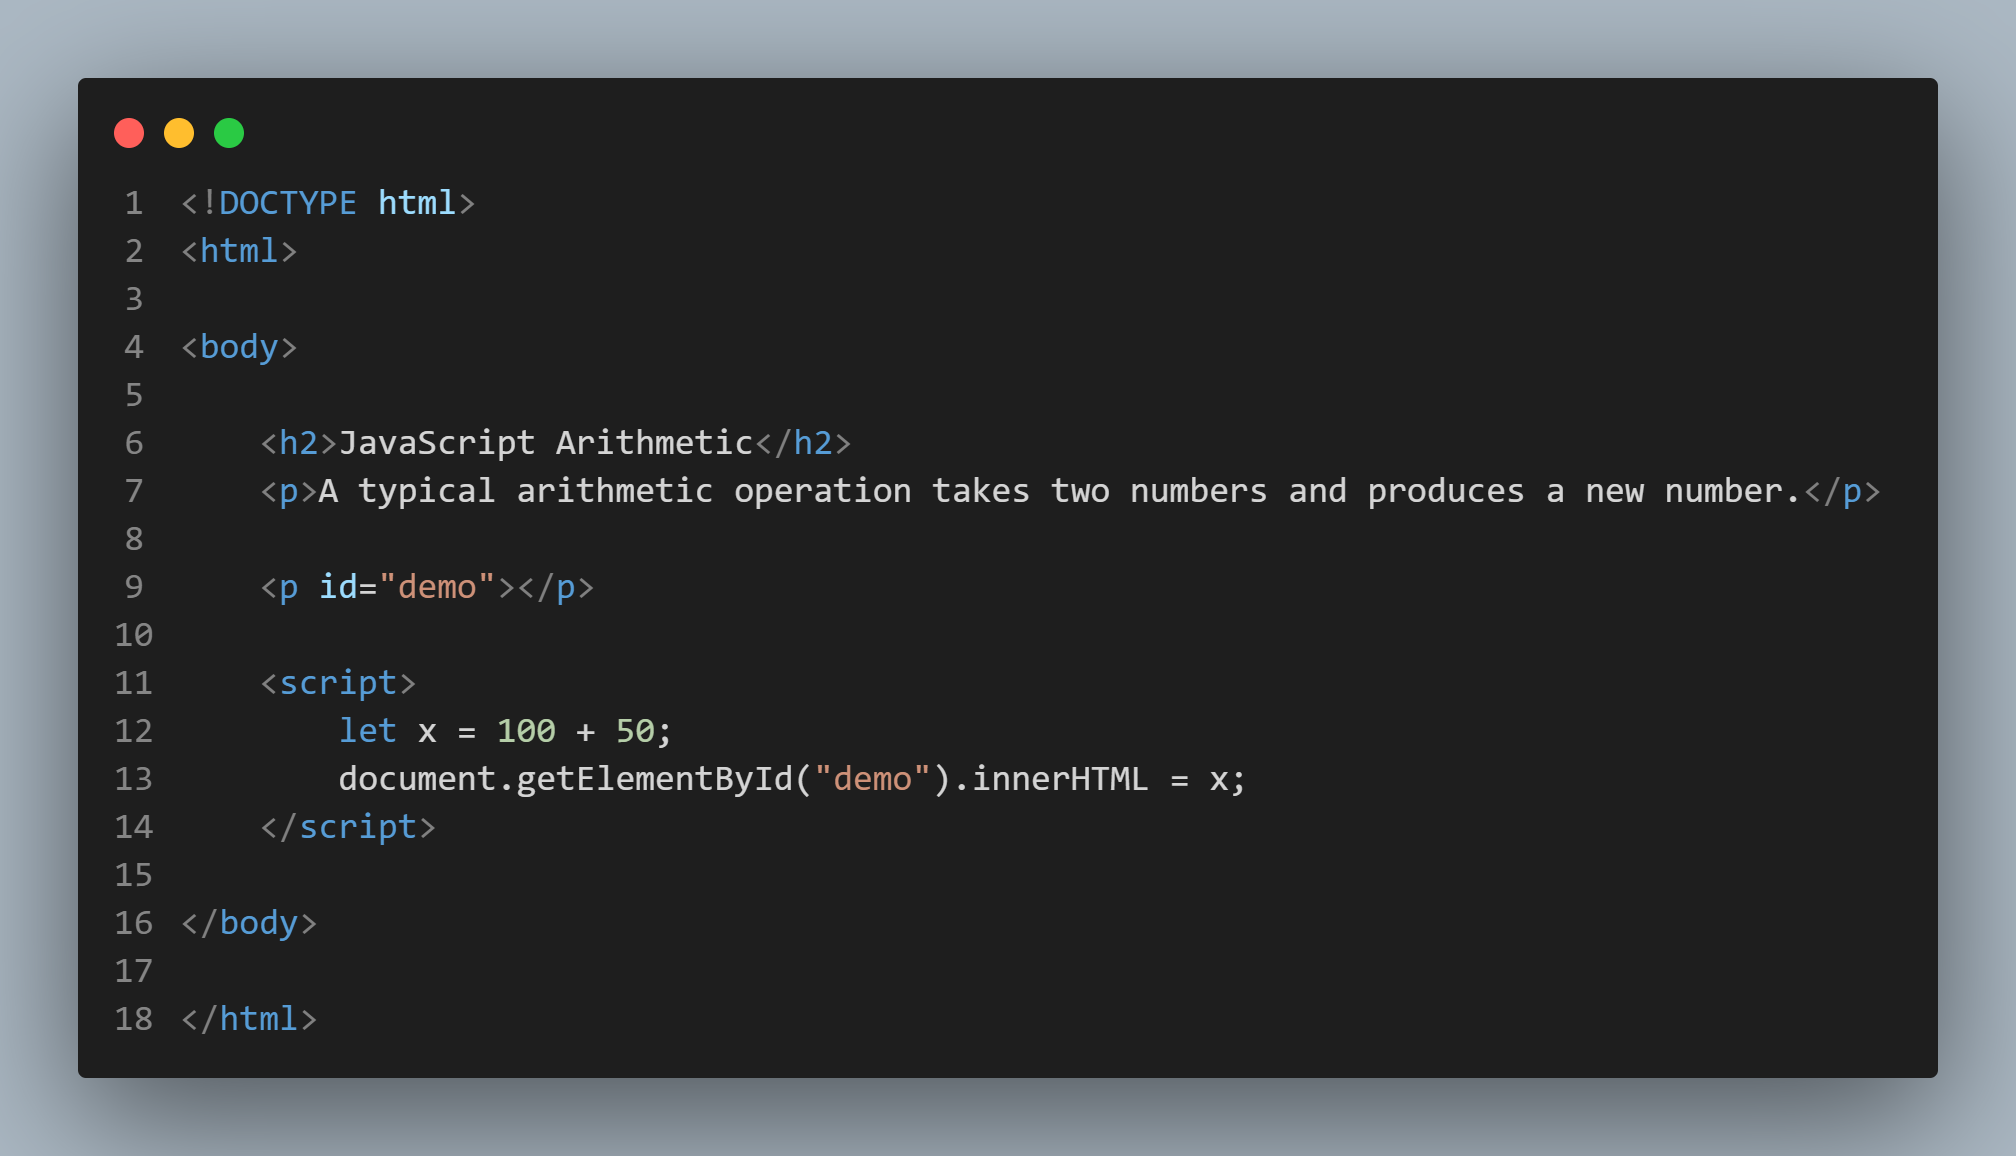 1 <!DOCTYPE html>
2 <html>
3
4 <body>
5
6     <h2>JavaScript Arithmetic</h2>
7     <p>A typical arithmetic operation takes two numbers and produces a new number.</p>
8
9     <p id="demo"></p>
10
11     <script>
12         let x = 100 + 50;
13         document.getElementById("demo").innerHTML = x;
14     </script>
15
16 </body>
17
18 </html>